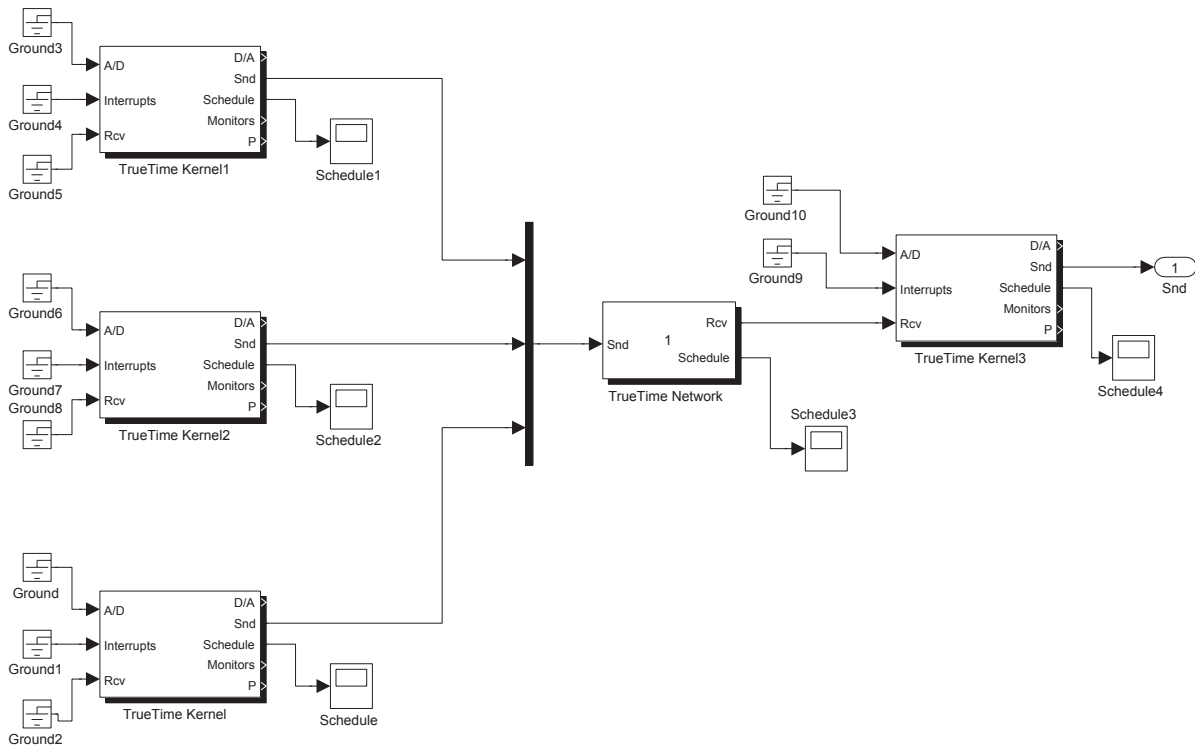 Ground3
A/D
Interrupts
Rcv
D/A
Snd
Schedule
Monitors
P
Ground4
Ground5
TrueTime Kernel1
Schedule1
Ground6
A/D
Interrupts
Rcv
D/A
Snd
Schedule
Monitors
P
Ground7
Ground8
TrueTime Kernel2
Schedule2
Ground
A/D
Interrupts
Rcv
D/A
Snd
Schedule
Monitors
P
Ground1
Ground2
TrueTime Kernel
Schedule
Snd
1
Rcv
Schedule
TrueTime Network
Schedule3
Ground10
Ground9
A/D
Interrupts
Rcv
D/A
Snd
Schedule
Monitors
P
TrueTime Kernel3
1
Snd
Schedule4